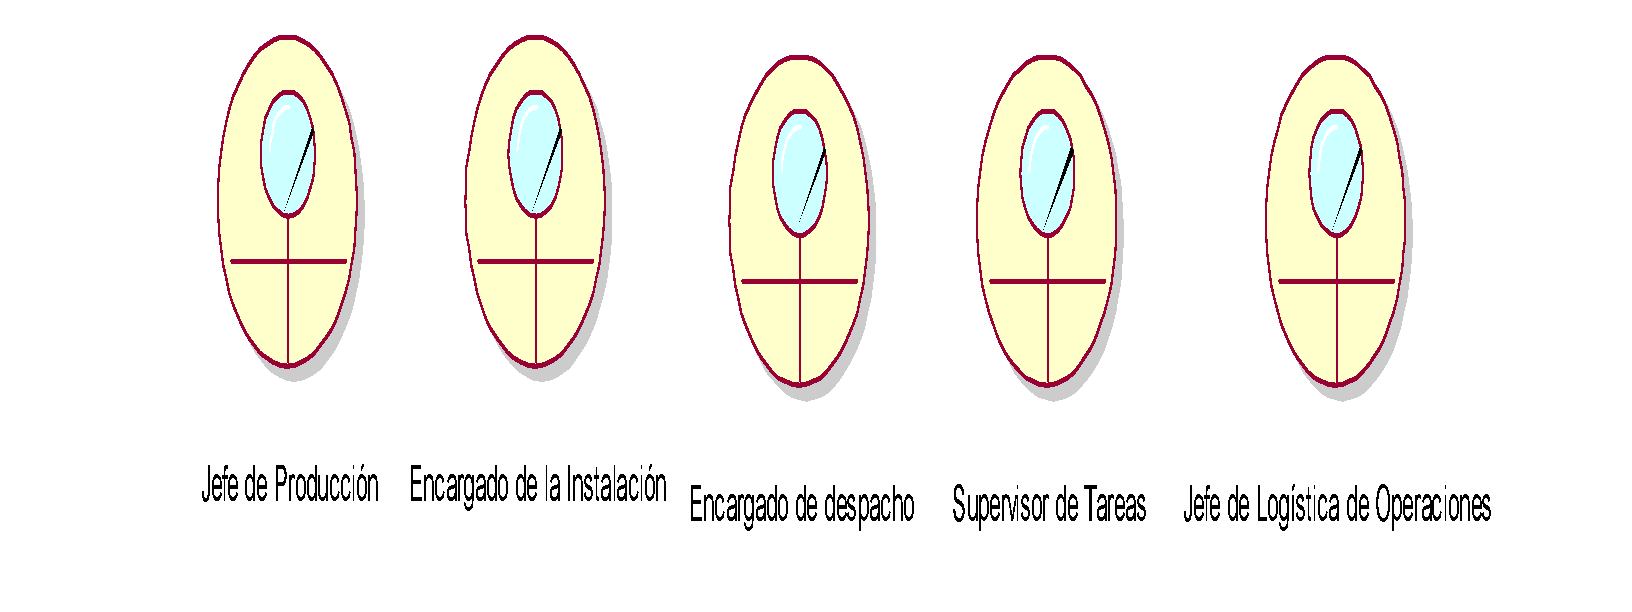 Jefe de Producción
Encargado de la Instalación
Encargado de despacho
Supervisor de Tareas
Jefe de Logística de Operaciones